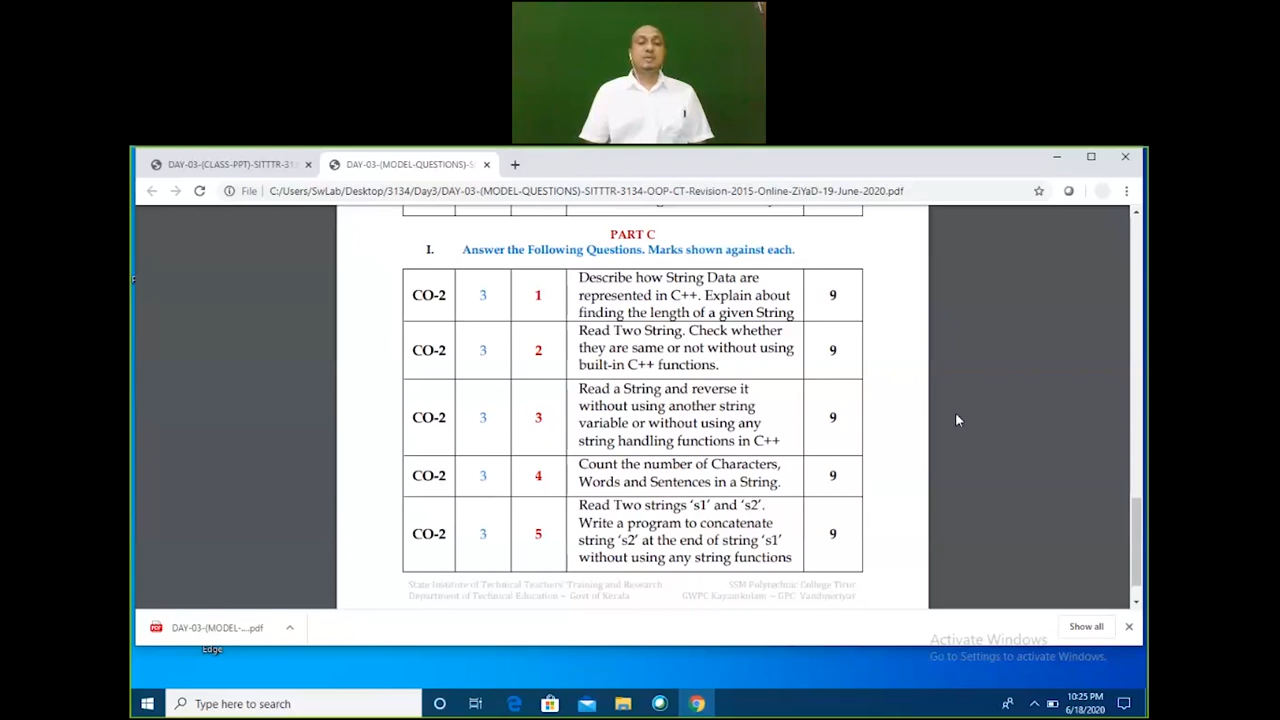 DAY-03-(CLASS-PPT)-SITTTR-31
DAY-03-(MODEL-QUESTIONS)-S
File C:/Users/SwLab/Desktop/3134/Day3/DAY-03-(MODEL-QUESTIONS)-SITTTR-3134-OOP-CT-Revision-2015-Online-ZiYaD-19-June-2020.pdf
PART C
I. Answer the Following Questions. Marks shown against each.
Describe how String Data are
CO-2 3 1 represented in C++. Explain about 9
finding the length of a given String
Read Two String. Check whether
CO-2 3 2 they are same or not without using 9
built-in C++ functions.
Read a String and reverse it
without using another string
CO-2 3 3 variable or without using any 9
string handling functions in C++
Count the number of Characters,
CO-2 3 4 Words and Sentences in a String. 9
Read Two strings ‘s1’ and ‘s2’.
Write a program to concatenate
CO-2 3 5 string ‘s2’ at the end of string ‘s1’ 9
without using any string functions
State Institute of Technical Teachers' Training and Research SSM Polytechnic College Tirur
Department of Technical Education – Govt of Kerala GWPC Kayamkulam – GPC Vandiperiyar
DAY-03-(MODEL-....pdf Show all
Activate Windows
Go to Settings to activate Windows.
Edge
Type here to search
10:25 PM
6/18/2020